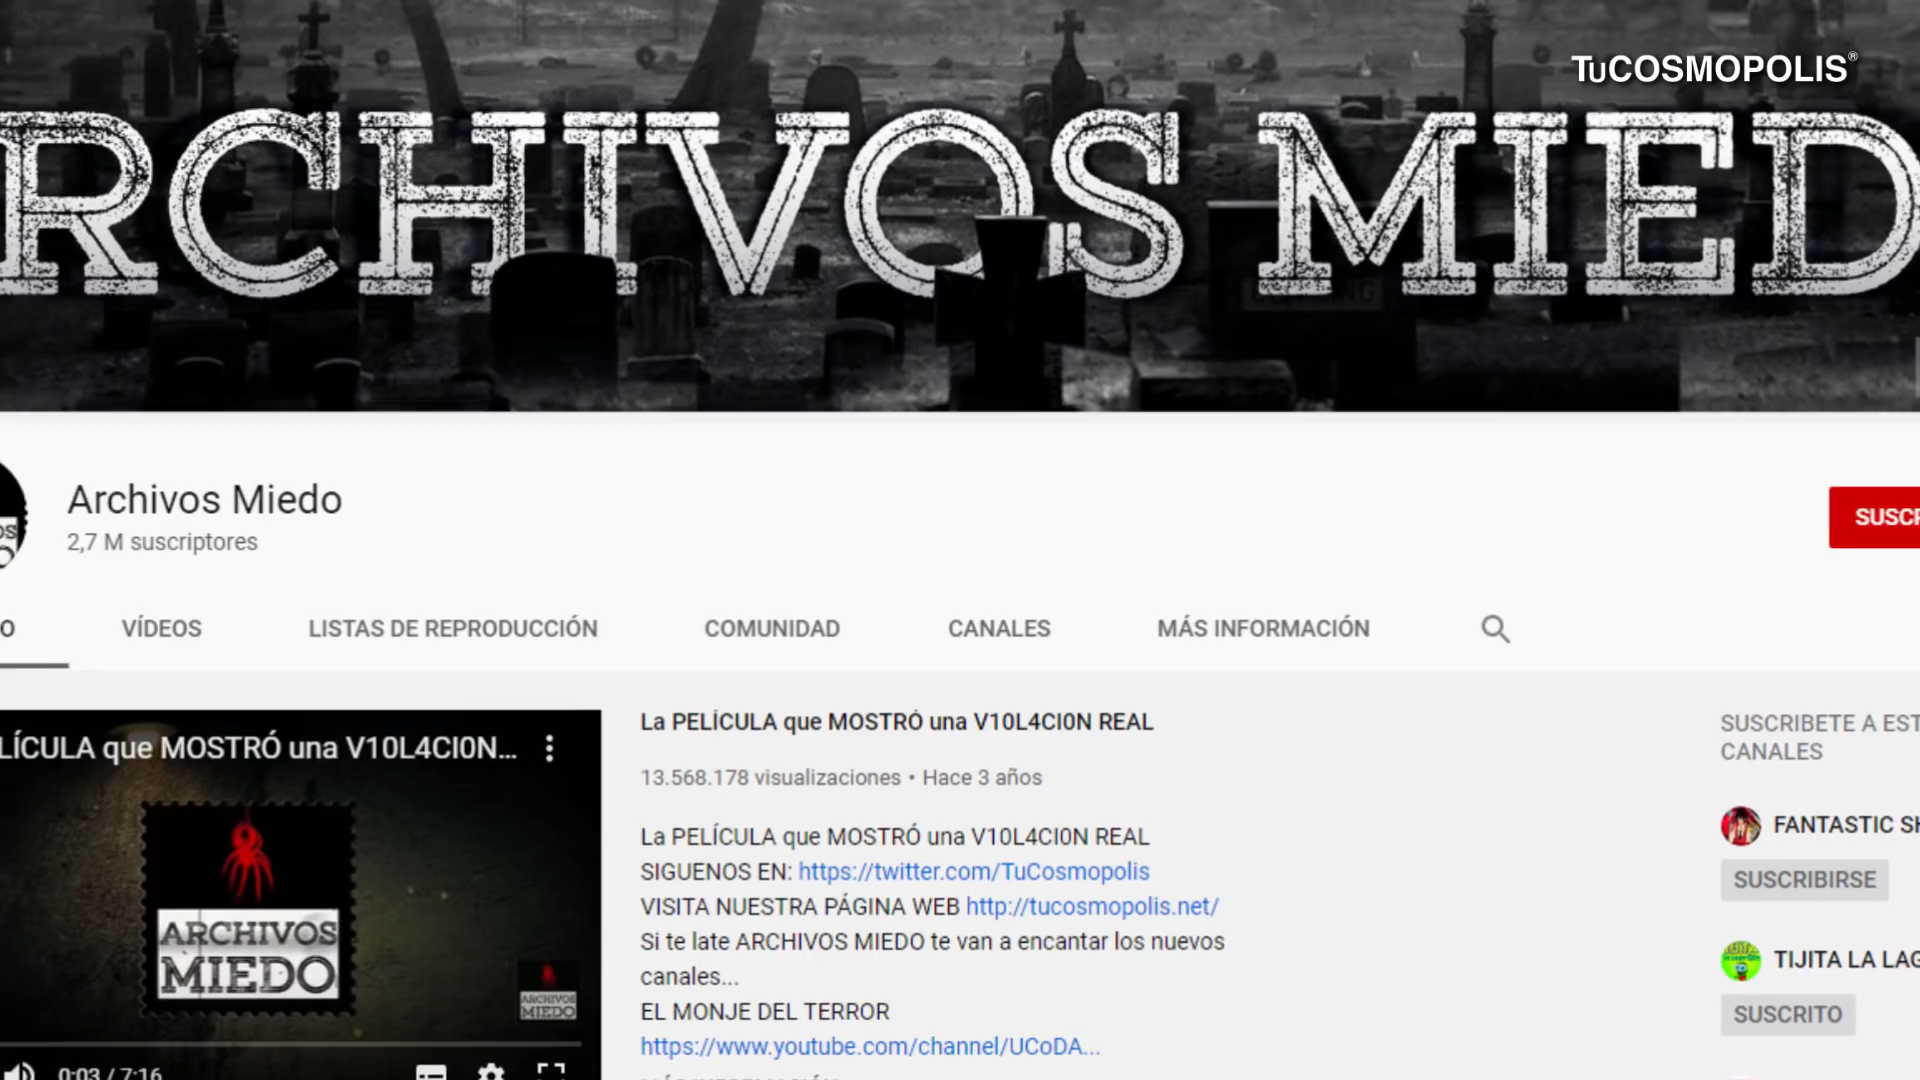 TuCOSMOPOLIS®
RCHIVOS MIED
Archivos Miedo
2,7 M suscriptores
SUSCR
O
VÍDEOS
LISTAS DE REPRODUCCIÓN
COMUNIDAD
CANALES
MÁS INFORMACIÓN
LÍCULA que MOSTRÓ una V10L4CI0N...
ARCHIVOS
MIEDO
ARCHIVOS
MIEDO
0:03 / 7:16
La PELÍCULA que MOSTRÓ una V10L4CI0N REAL
13.568.178 visualizaciones • Hace 3 años
La PELÍCULA que MOSTRÓ una V10L4CI0N REAL
SIGUENOS EN: https://twitter.com/TuCosmopolis
VISITA NUESTRA PÁGINA WEB http://tucosmopolis.net/
Si te late ARCHIVOS MIEDO te van a encantar los nuevos
canales...
EL MONJE DEL TERROR
https://www.youtube.com/channel/UCoDA...
SUSCRIBETE A EST
CANALES
FANTASTIC SH
SUSCRIBIRSE
TIJITA LA LAG
SUSCRITO